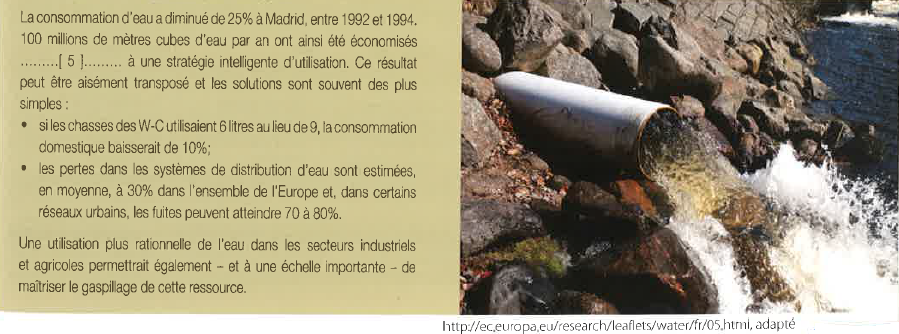 La consommation d'eau a diminué de 25% à Madrid, entre 1992 et 1994.
100 millions de mètres cubes d'eau par an ont ainsi été économisés
.........[ 5 ]......... à une stratégie intelligente d'utilisation. Ce résultat
peut être aisément transposé et les solutions sont souvent des plus
simples :
• si les chasses des W-C utilisaient 6 litres au lieu de 9, la consommation
domestique baisserait de 10%;
• les pertes dans les systèmes de distribution d'eau sont estimées,
en moyenne, à 30% dans l'ensemble de l'Europe et, dans certains
réseaux urbains, les fuites peuvent atteindre 70 à 80%.
Une utilisation plus rationnelle de l'eau dans les secteurs industriels
et agricoles permettrait également – et à une échelle importante – de
maîtriser le gaspillage de cette ressource.
http://ec.europa.eu/research/leaflets/water/fr/05.html, adapté